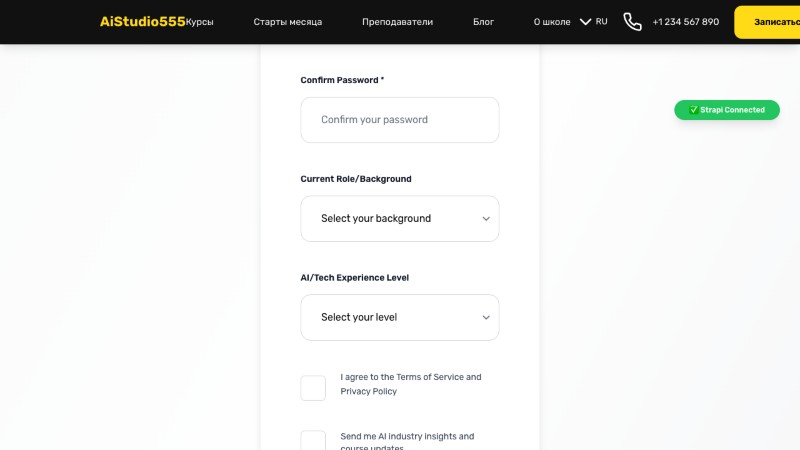 AiStudio555 Курсы Старты месяца Преподаватели Блог О школе RU +1 234 567 890
Confirm Password *
✅ Strapi Connected
Confirm your password
Current Role/Background
Select your background
AI/Tech Experience Level
Select your level
I agree to the Terms of Service and
Privacy Policy
Send me AI industry insights and
course updates